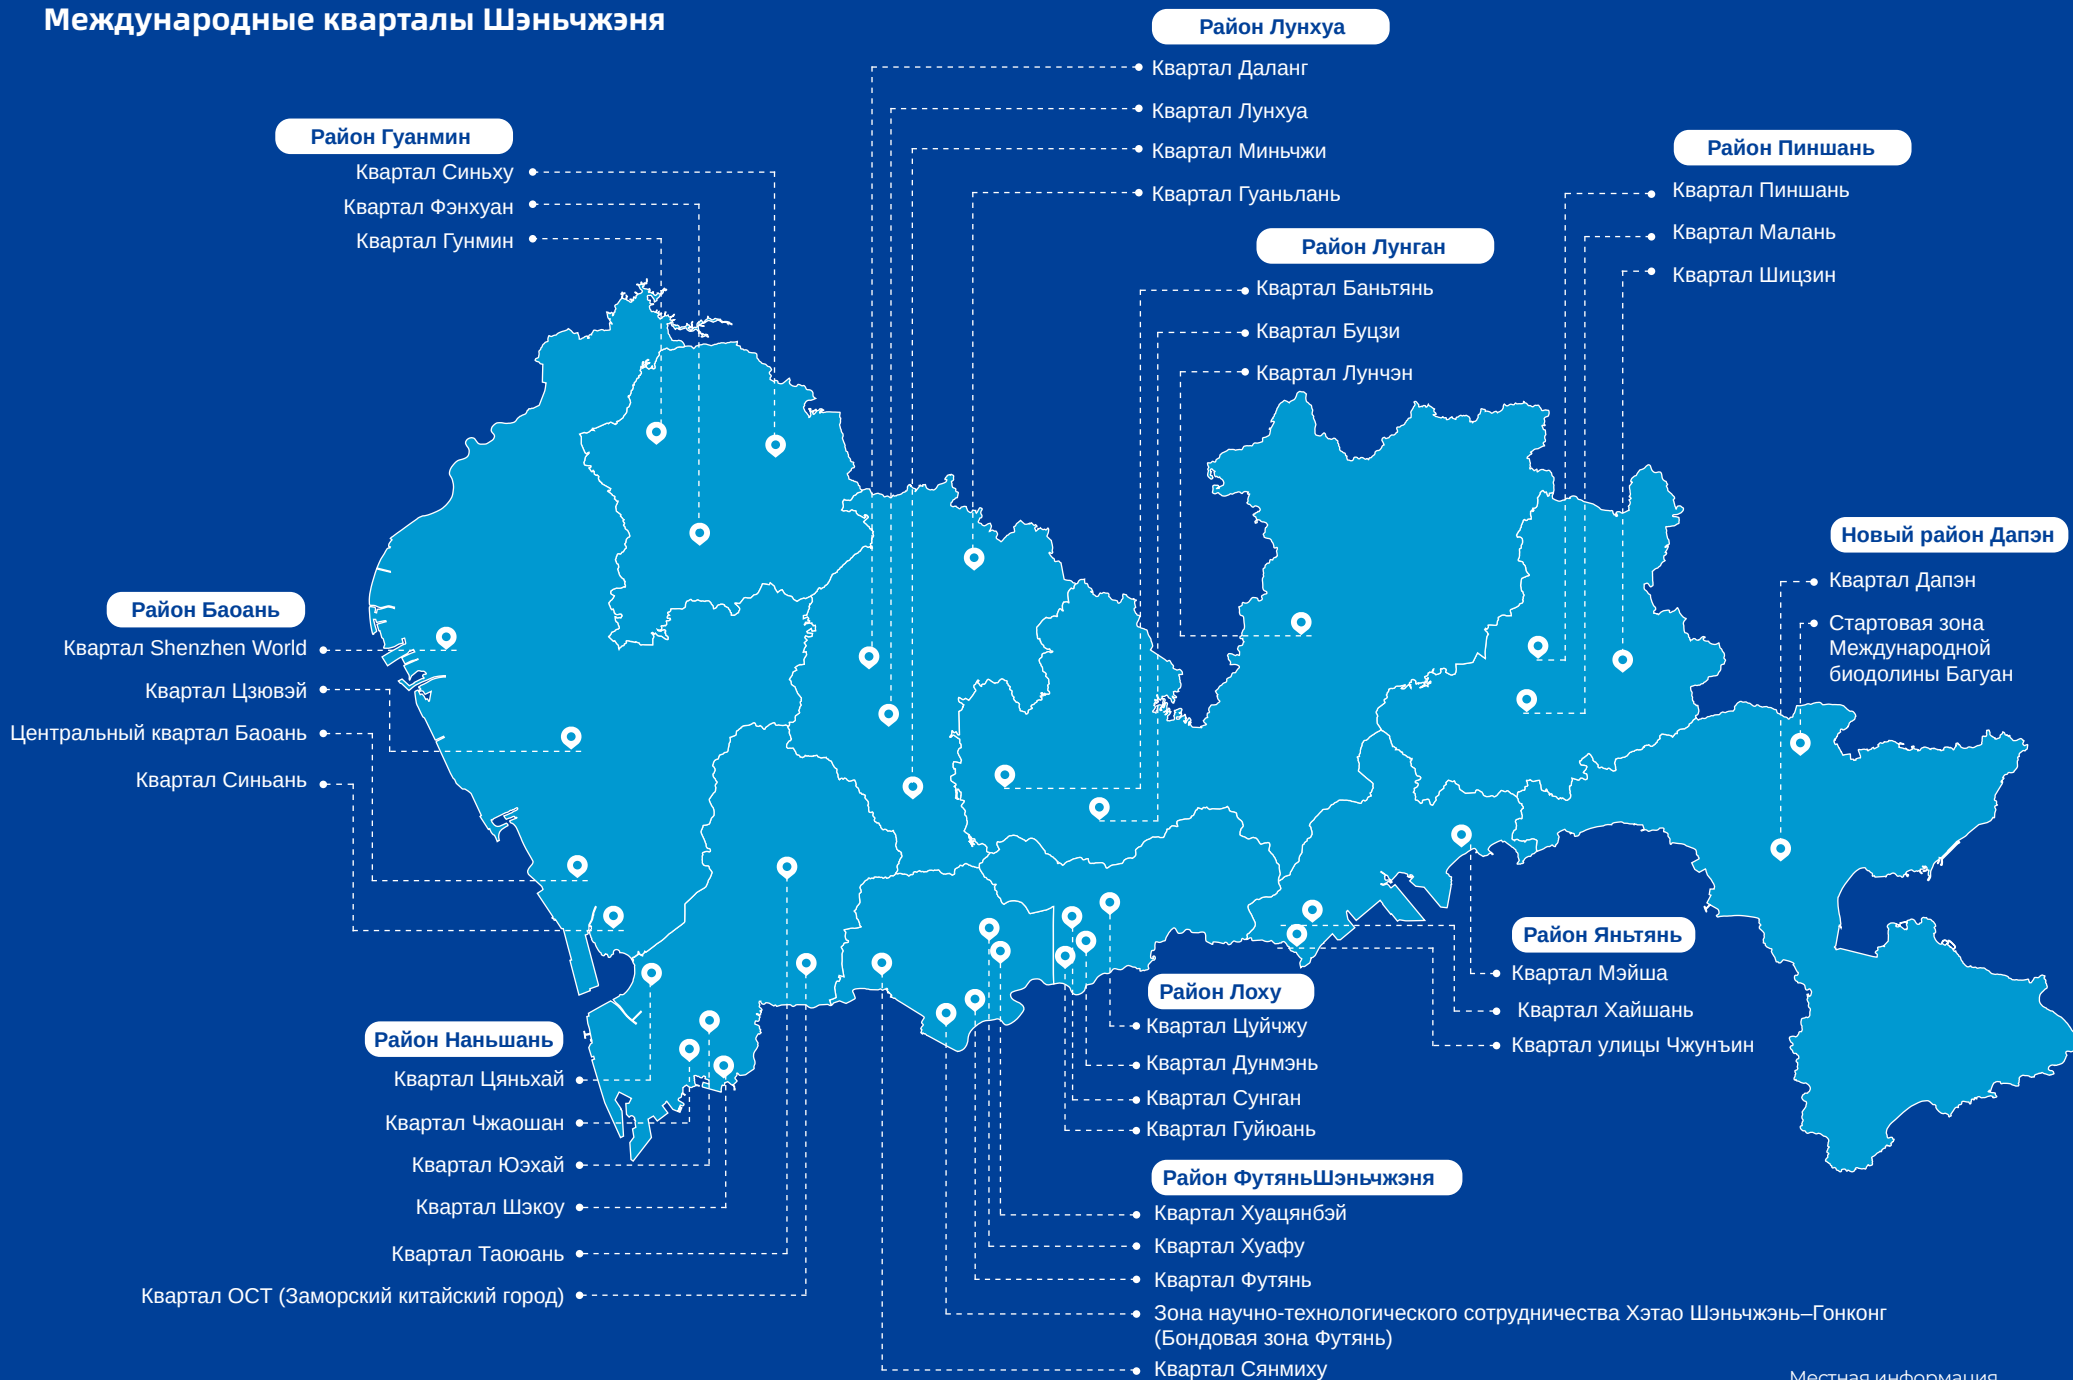 Международные кварталы Шэньчжэня
Район Лунхуа
Квартал Даланг
Квартал Лунхуа
Квартал Миньчжи
Квартал Гуаньлань
Район Гуанмин
Квартал Синьху
Квартал Фэнхуан
Квартал Гунмин
Район Пиншань
Квартал Пиншань
Квартал Малань
Квартал Шицзин
Район Лунган
Квартал Баньтянь
Квартал Буцзи
Квартал Лунчэн
Новый район Дапэн
Квартал Дапэн
Стартовая зона
Международной
биодолины Багуан
Район Баоань
Квартал Shenzhen World
Квартал Цзювэй
Центральный квартал Баоань
Квартал Синьань
Район Яньтянь
Квартал Мэйша
Квартал Хайшань
Квартал улицы Чжунъин
Район Лоху
Квартал Цуйчжу
Квартал Дунмэнь
Квартал Сунган
Квартал Гуйюань
Район Наньшань
Квартал Цяньхай
Квартал Чжаошан
Квартал Юэхай
Квартал Шэкоу
Квартал Таоюань
Квартал ОСТ (Заморский китайский город)
Район ФутяньШэньчжэня
Квартал Хуацянбэй
Квартал Хуафу
Квартал Футянь
Зона научно-технологического сотрудничества Хэтао Шэньчжэнь–Гонконг
(Бондовая зона Футянь)
Квартал Сянмиху
Местная информация